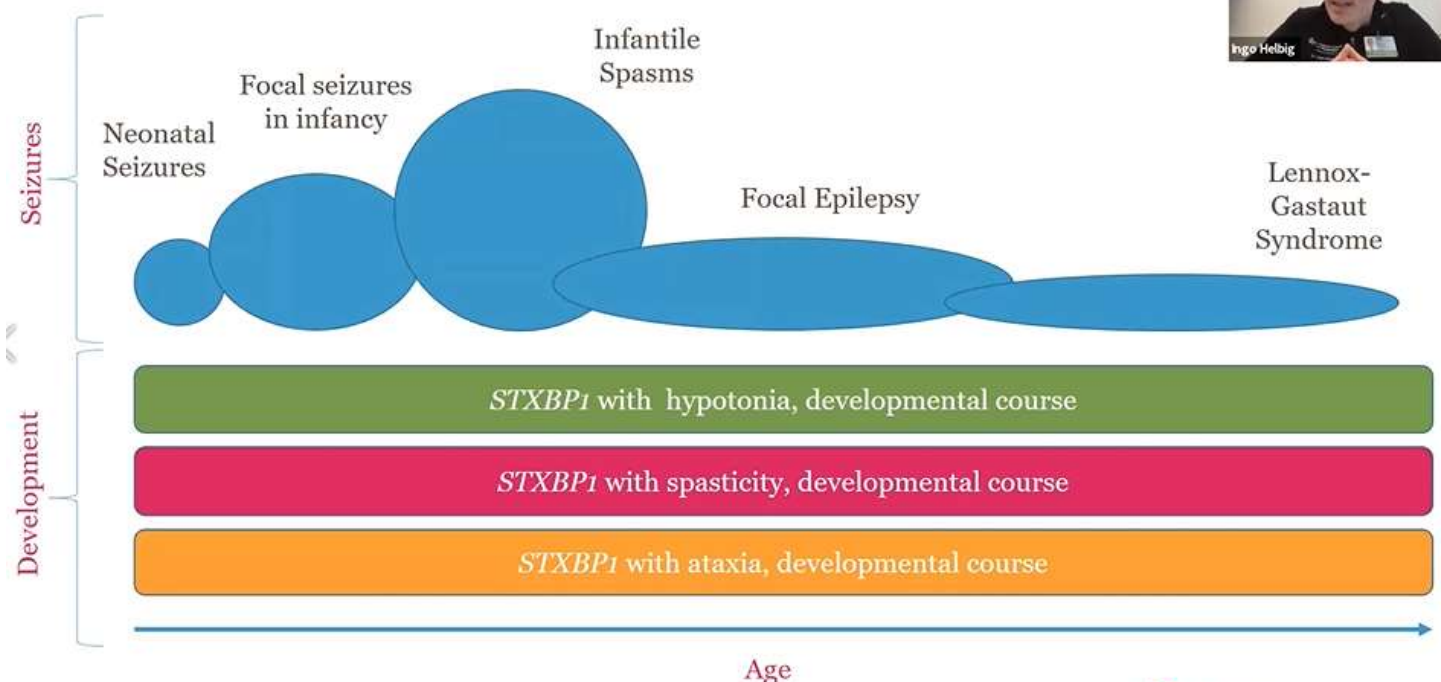 Ingo Helbig
Infantile
Spasms
Focal seizures
in infancy
Neonatal
Seizures
Focal Epilepsy
Lennox-
Gastaut
Syndrome
Seizures
STXBP1 with hypotonia, developmental course
STXBP1 with spasticity, developmental course
STXBP1 with ataxia, developmental course
Development
Age